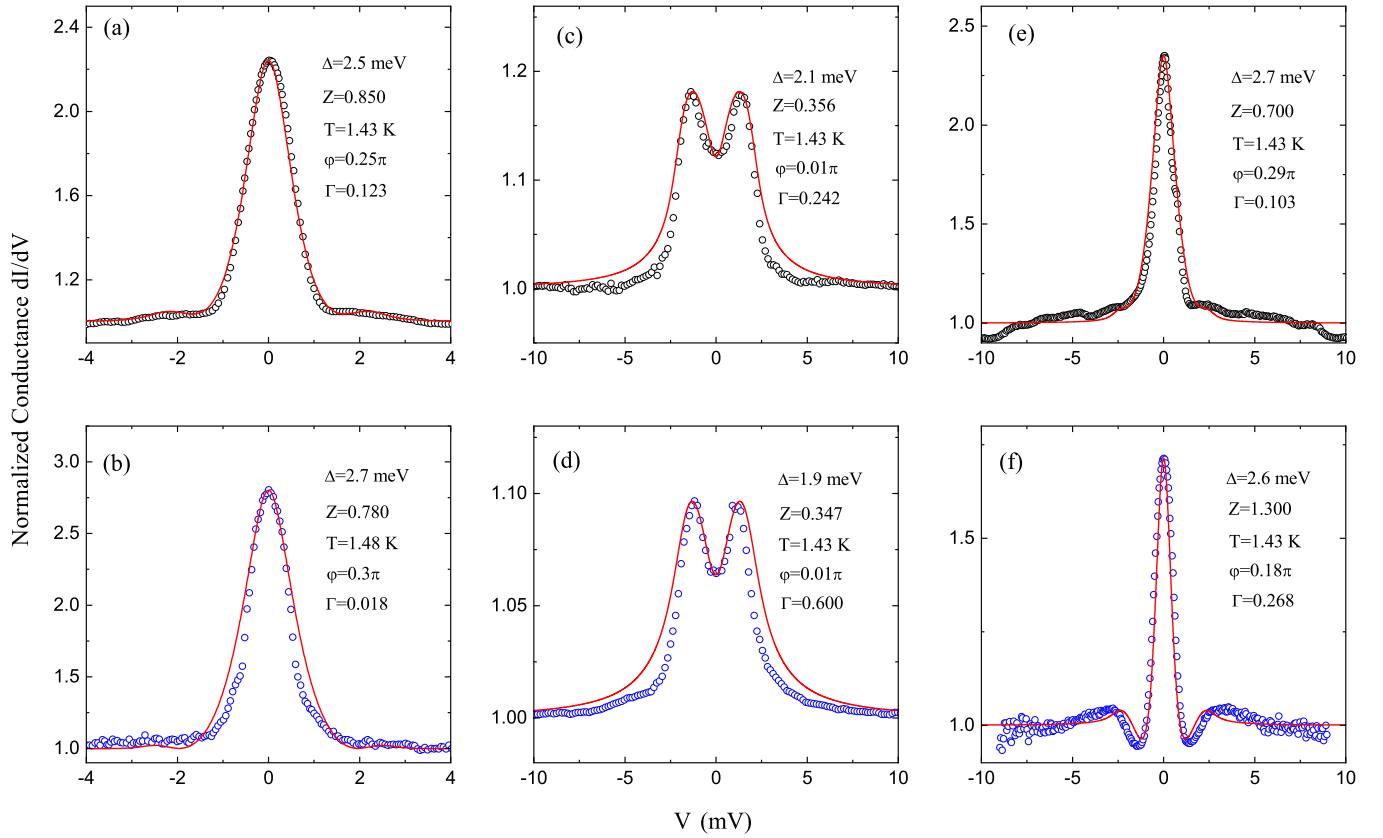 Normalized Conductance dI/dV
(a)
Δ=2.5 meV
Z=0.850
T=1.43 K
φ=0.25π
Γ=0.123
2.4
2.0
1.6
1.2
-4
-2
0
2
4
(c)
Δ=2.1 meV
Z=0.356
T=1.43 K
φ=0.01π
Γ=0.242
1.2
1.1
1.0
-10
-5
0
5
10
(e)
Δ=2.7 meV
Z=0.700
T=1.43 K
φ=0.29π
Γ=0.103
2.5
2.0
1.5
1.0
-10
-5
0
5
10
(b)
Δ=2.7 meV
Z=0.780
T=1.48 K
φ=0.3π
Γ=0.018
3.0
2.5
2.0
1.5
1.0
-4
-2
0
2
4
(d)
Δ=1.9 meV
Z=0.347
T=1.43 K
φ=0.01π
Γ=0.600
1.10
1.05
1.00
-10
-5
0
5
10
(f)
Δ=2.6 meV
Z=1.300
T=1.43 K
φ=0.18π
Γ=0.268
1.5
1.0
-10
-5
0
5
10
V (mV)